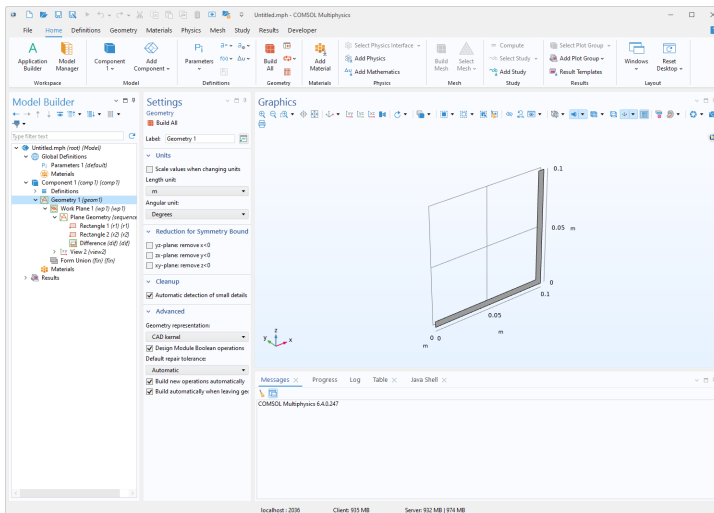 Untitled.mph - COMSOL Multiphysics
File Home Definitions Geometry Materials Physics Mesh Study Results Developer
Application Builder
Model Manager
Workspace
Component 1
Add Component
Model
Parameters
Definitions
Build All
Geometry
Add Material
Materials
Select Physics Interface
Add Physics
Add Mathematics
Physics
Build Mesh
Select Mesh
Mesh
Compute
Select Study
Add Study
Study
Select Plot Group
Add Plot Group
Result Templates
Results
Windows
Reset Desktop
Layout
Model Builder
Type filter text
Untitled.mph (root) (Model)
Global Definitions
Parameters 1 (default)
Materials
Component 1 (comp1) (comp1)
Definitions
Geometry 1 (geom1)
Work Plane 1 (wp1) (wp1)
Plane Geometry (sequence
Rectangle 1 (r1) (r1)
Rectangle 2 (r2) (r2)
Difference (dif) (dif)
View 2 (view2)
Form Union (fin) (fin)
Materials
Results
Settings
Geometry
Build All
Label: Geometry 1
Units
Scale values when changing units
Length unit:
m
Angular unit:
Degrees
Reduction for Symmetry Bound
yz-plane: remove x<0
zx-plane: remove y<0
xy-plane: remove z<0
Cleanup
Automatic detection of small details
Advanced
Geometry representation:
CAD kernel
Design Module Boolean operations
Default repair tolerance:
Automatic
Build new operations automatically
Build automatically when leaving ge
Graphics
0.1
0.05 m
0
0.1
0.05
m
0 0
m
z
y
x
Messages Progress Log Table Java Shell
COMSOL Multiphysics 6.4.0.247
localhost : 2036 Client: 935 MB Server: 932 MB | 974 MB